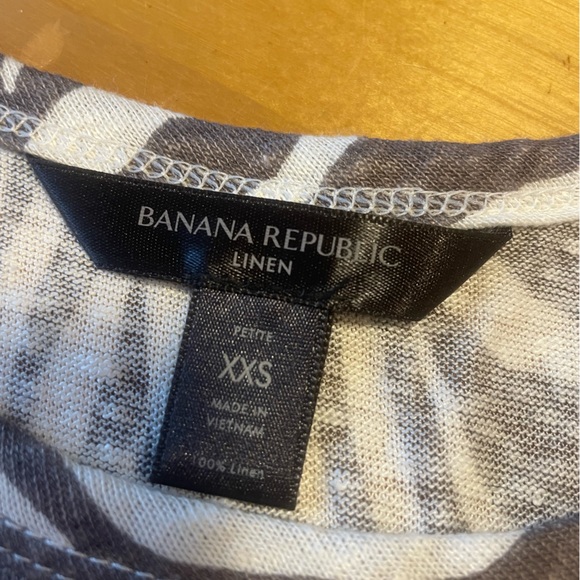 BANANA REPUBLIC
LINEN
PETITE
XXS
MADE IN
VIETNAM
100% LINEN